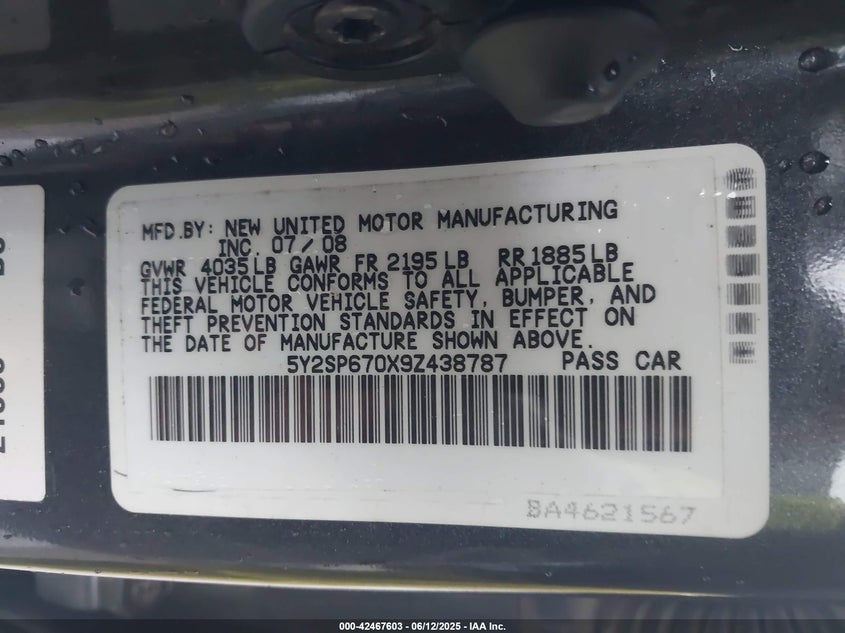 MFD.BY: NEW UNITED MOTOR MANUFACTURING
INC. 07/08
GVWR 4035LB GAWR FR 2195LB RR1885LB
THIS VEHICLE CONFORMS TO ALL APPLICABLE
FEDERAL MOTOR VEHICLE SAFETY, BUMPER, AND
THEFT PREVENTION STANDARDS IN EFFECT ON
THE DATE OF MANUFACTURE SHOWN ABOVE.
5Y2SP670X9Z438787 PASS CAR
BA4621567
000-42467603 - 06/12/2025 - IAA Inc.